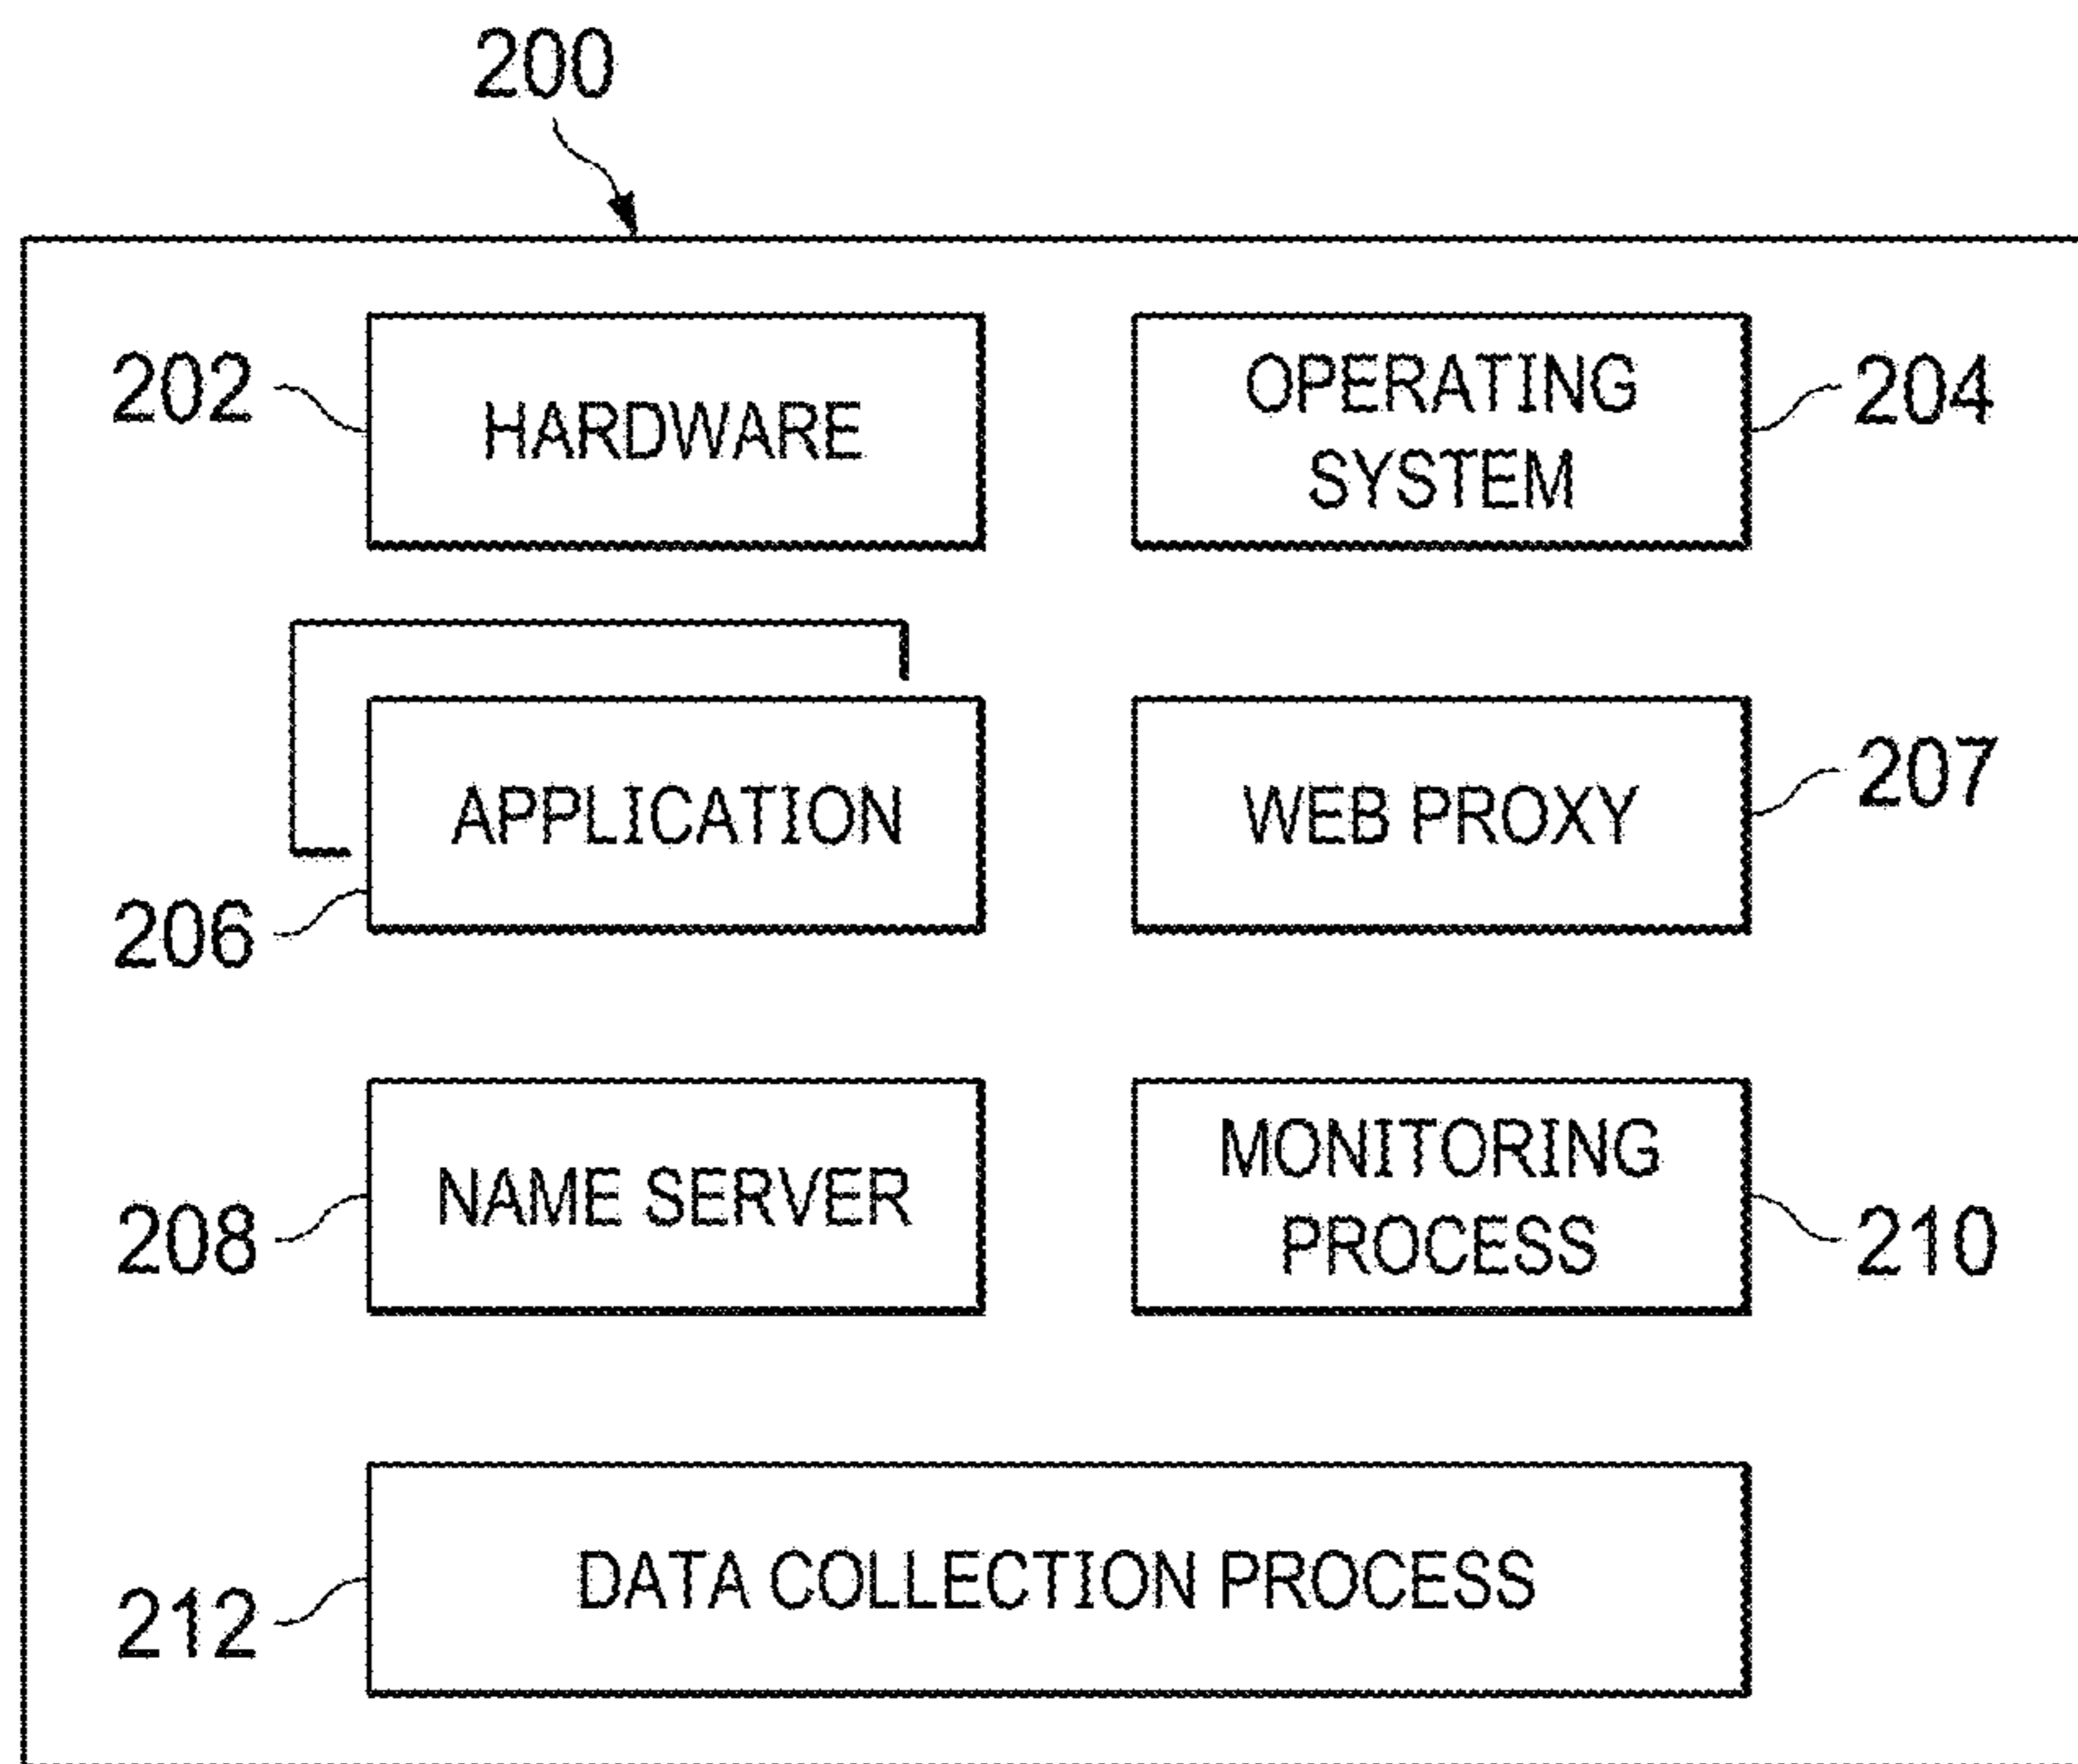 200
202
HARDWARE
OPERATING
SYSTEM
204
APPLICATION
206
WEB PROXY
207
NAME SERVER
208
MONITORING
PROCESS
210
DATA COLLECTION PROCESS
212